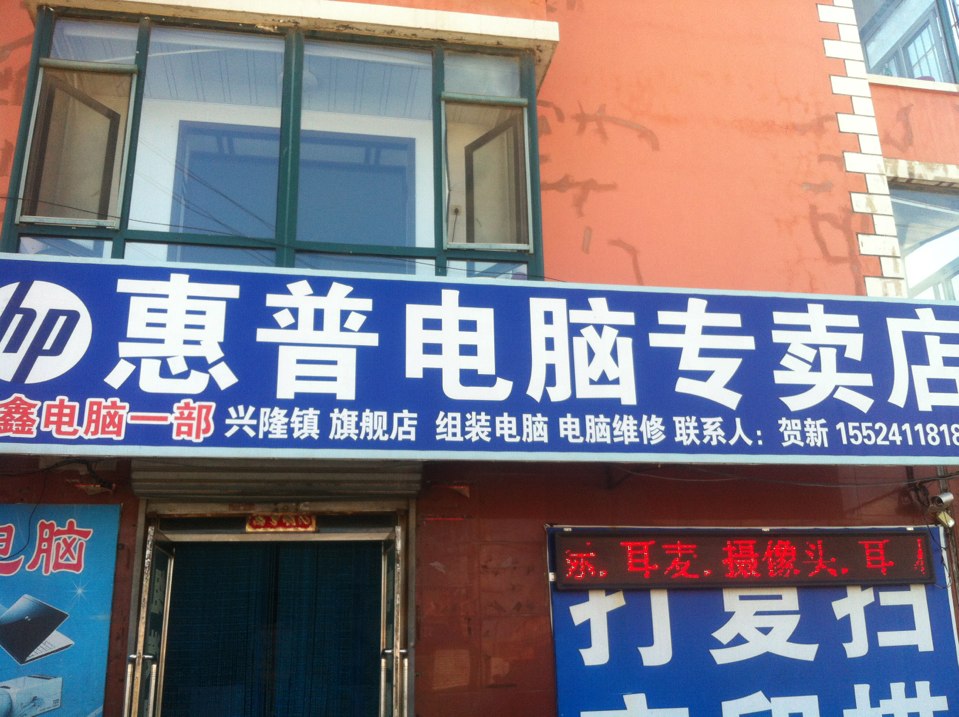 hp 惠普电脑专卖店
鑫电脑一部 兴隆镇 旗舰店 组装电脑 电脑维修 联系人：贺新 1552411818
电脑
示.耳麦.摄像头.耳
打复扫